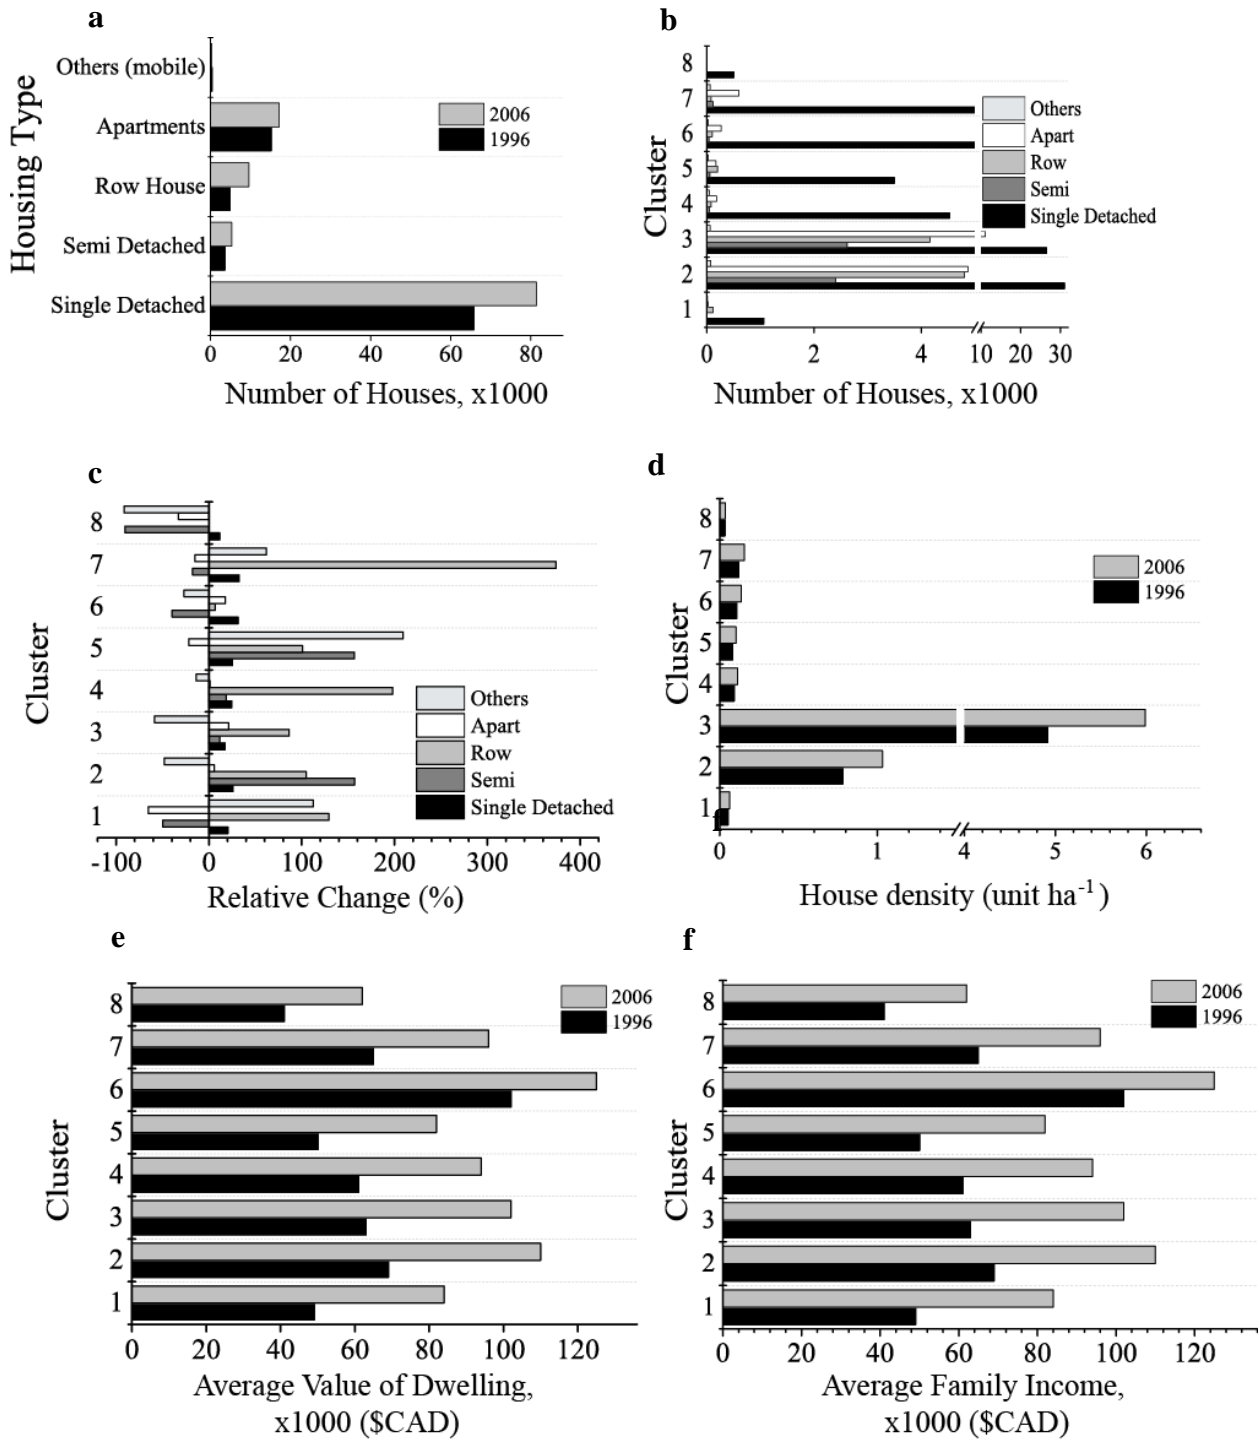 a
Housing Type
Others (mobile)
Apartments
Row House
Semi Detached
Single Detached
2006
1996
0 20 40 60 80
Number of Houses, x1000
b
Cluster
8
7
6
5
4
3
2
1
Others
Apart
Row
Semi
Single Detached
0 2 4 10 20 30
Number of Houses, x1000
c
Cluster
8
7
6
5
4
3
2
1
Others
Apart
Row
Semi
Single Detached
-100 0 100 200 300 400
Relative Change (%)
d
Cluster
8
7
6
5
4
3
2
1
2006
1996
0 1 4 5 6
House density (unit ha-1 )
e
Cluster
8
7
6
5
4
3
2
1
2006
1996
0 20 40 60 80 100 120
Average Value of Dwelling,
x1000 ($CAD)
f
Cluster
8
7
6
5
4
3
2
1
2006
1996
0 20 40 60 80 100 120
Average Family Income,
x1000 ($CAD)